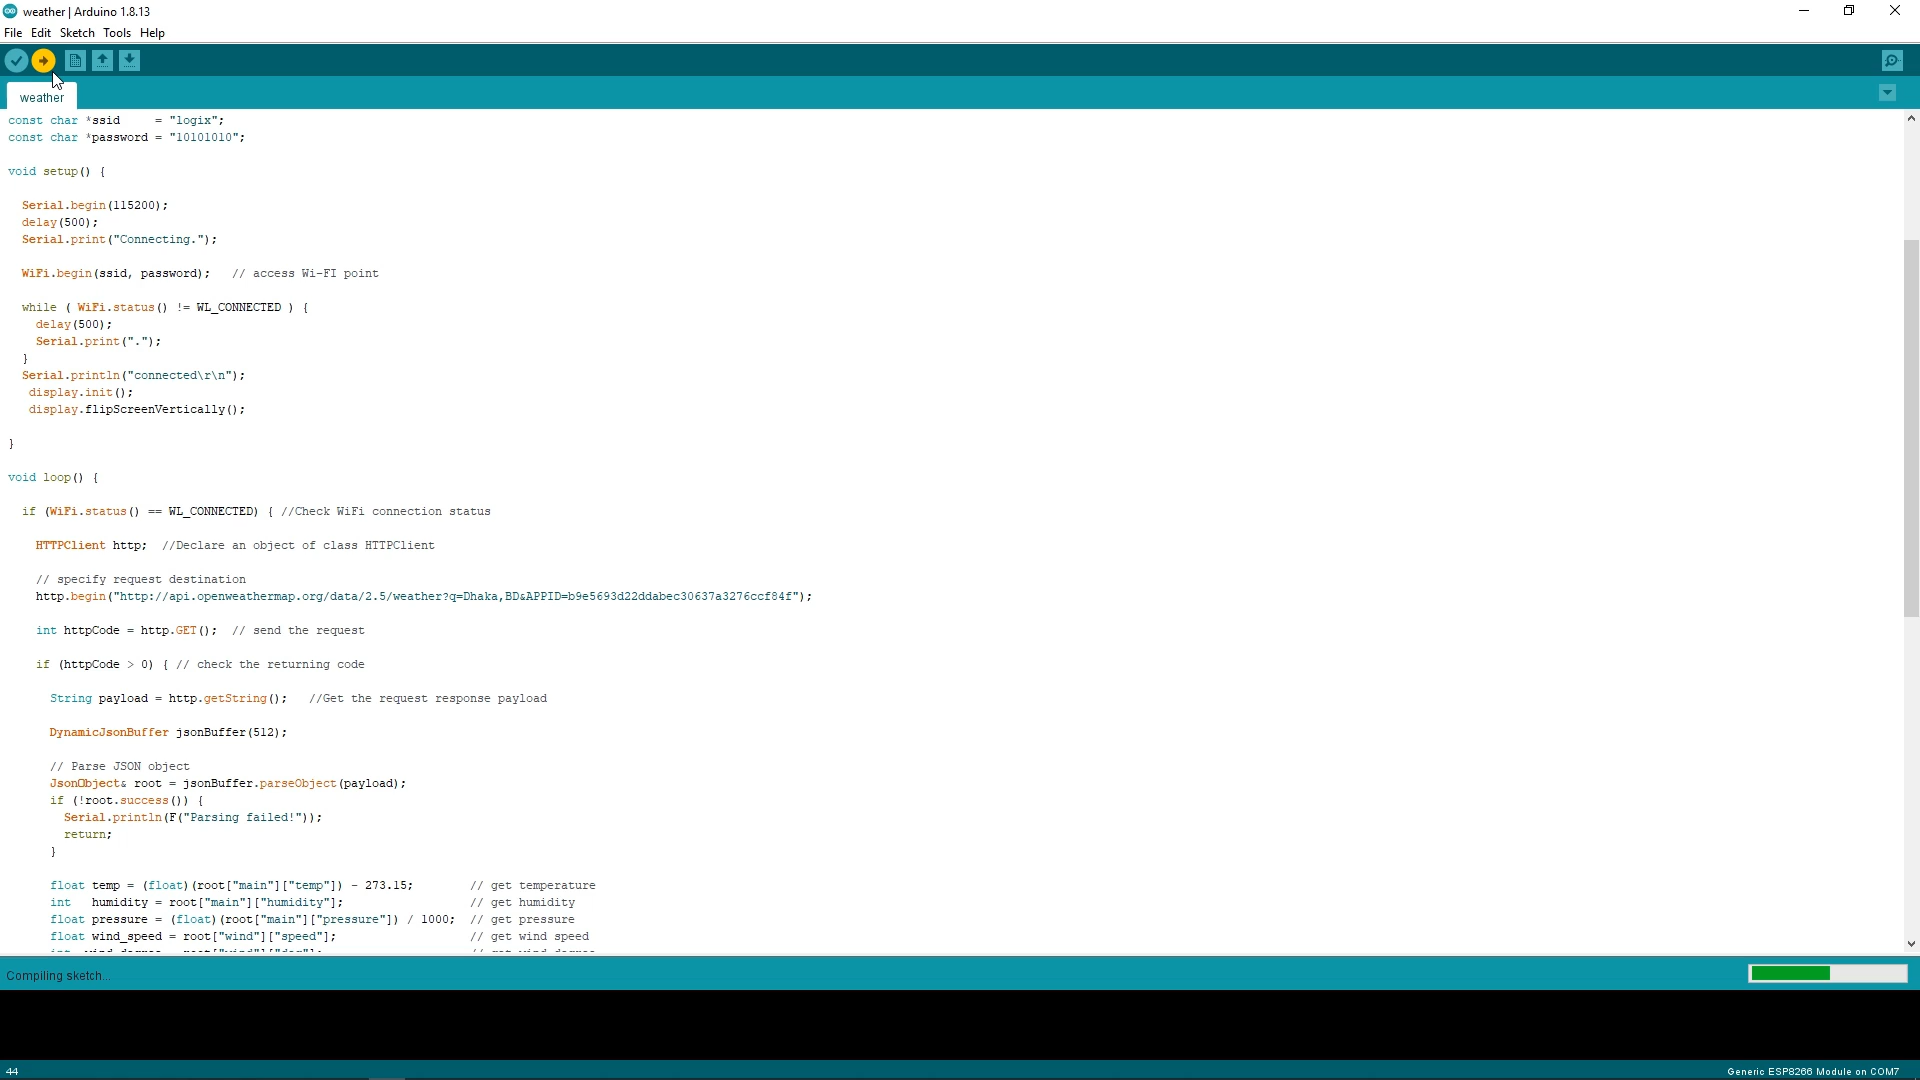 weather | Arduino 1.8.13
File Edit Sketch Tools Help
weather
const char *ssid     = "logix";
const char *password = "10101010";
void setup() {
Serial.begin(115200);
delay(500);
Serial.print("Connecting.");
WiFi.begin(ssid, password);   // access Wi-FI point
while ( WiFi.status() != WL_CONNECTED ) {
delay(500);
Serial.print(".");
}
Serial.println("connected\r\n");
display.init();
display.flipScreenVertically();
}
void loop() {
if (WiFi.status() == WL_CONNECTED) { //Check WiFi connection status
HTTPClient http;  //Declare an object of class HTTPClient
// specify request destination
http.begin("http://api.openweathermap.org/data/2.5/weather?q=Dhaka,BD&APPID=b9e5693d22ddabec30637a3276ccf84f");
int httpCode = http.GET();  // send the request
if (httpCode > 0) { // check the returning code
String payload = http.getString();   //Get the request response payload
DynamicJsonBuffer jsonBuffer(512);
// Parse JSON object
JsonObject& root = jsonBuffer.parseObject(payload);
if (!root.success()) {
Serial.println(F("Parsing failed!"));
return;
}
float temp = (float)(root["main"]["temp"]) - 273.15;        // get temperature
int   humidity = root["main"]["humidity"];                  // get humidity
float pressure = (float)(root["main"]["pressure"]) / 1000;  // get pressure
float wind_speed = root["wind"]["speed"];                   // get wind speed
Compiling sketch...
44
Generic ESP8266 Module on COM7